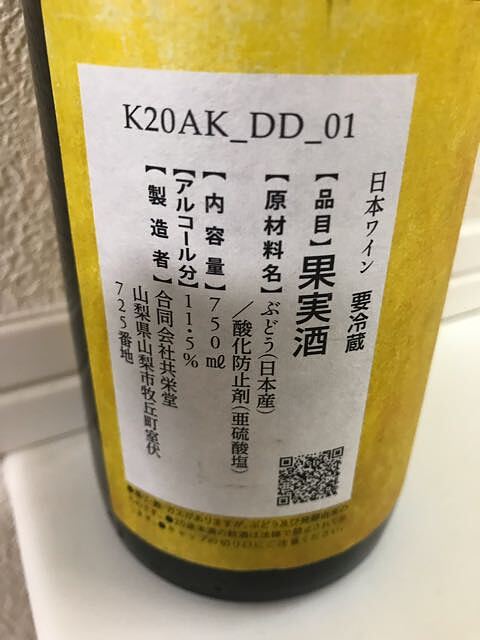 K20AK_DD_01
日本ワイン 要冷蔵
【品目】果実酒
【原材料名】ぶどう(日本産)
／酸化防止剤(亜硫酸塩)
【内容量】750㎖
【アルコール分】11.5%
【製造者】合同会社共栄堂
山梨県山梨市牧丘町室伏
725番地